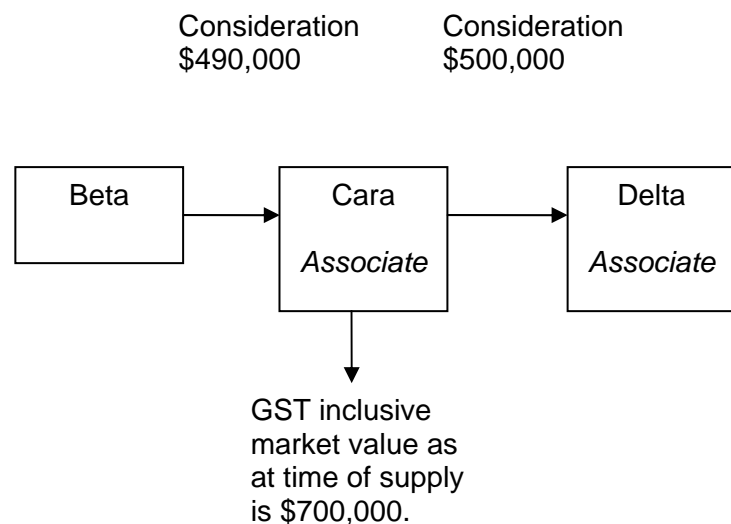 Consideration
$490,000
Consideration
$500,000
Beta
Cara
Associate
Delta
Associate
GST inclusive
market value as
at time of supply
is $700,000.